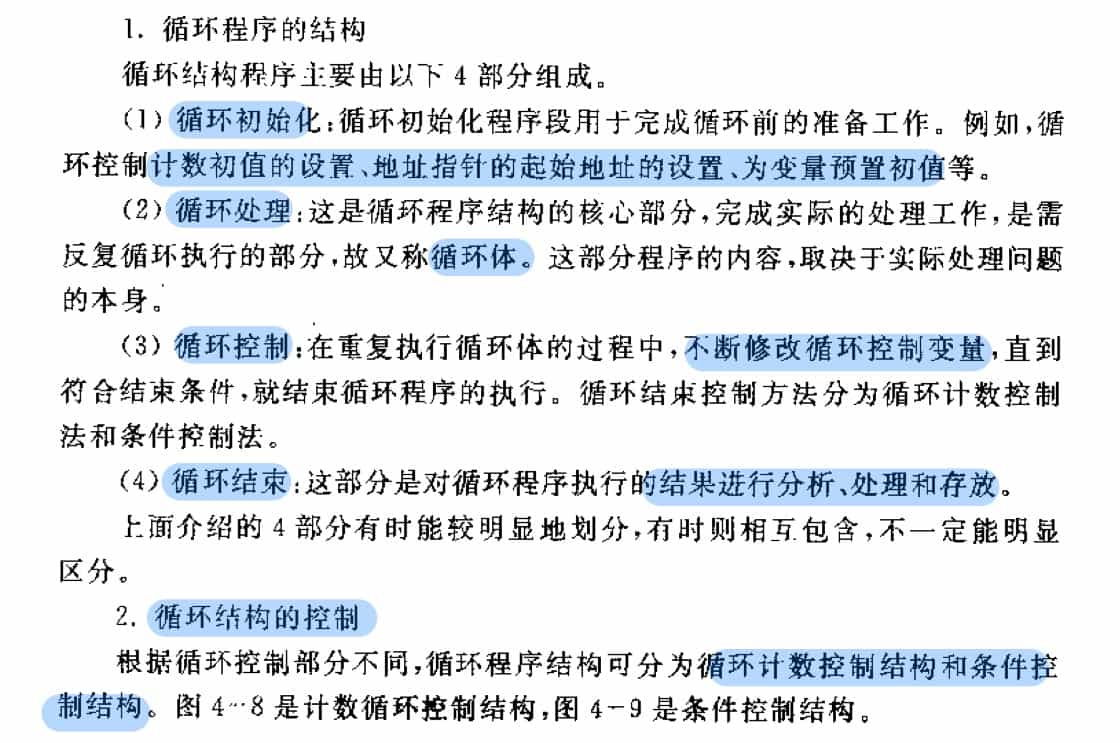 1. 循环程序的结构
循环结构程序主要由以下 4 部分组成。
(1) 循环初始化:循环初始化程序段用于完成循环前的准备工作。例如,循
环控制计数初值的设置、地址指针的起始地址的设置、为变量预置初值等。
(2) 循环处理:这是循环程序结构的核心部分,完成实际的处理工作,是需
反复循环执行的部分,故又称循环体。这部分程序的内容,取决于实际处理问题
的本身。
(3) 循环控制:在重复执行循环体的过程中,不断修改循环控制变量,直到
符合结束条件,就结束循环程序的执行。循环结束控制方法分为循环计数控制
法和条件控制法。
(4) 循环结束:这部分是对循环程序执行的结果进行分析、处理和存放。
上面介绍的 4 部分有时能较明显地划分,有时则相互包含,不一定能明显
区分。
2. 循环结构的控制
根据循环控制部分不同,循环程序结构可分为循环计数控制结构和条件控
制结构。图 4-8 是计数循环控制结构,图 4-9 是条件控制结构。